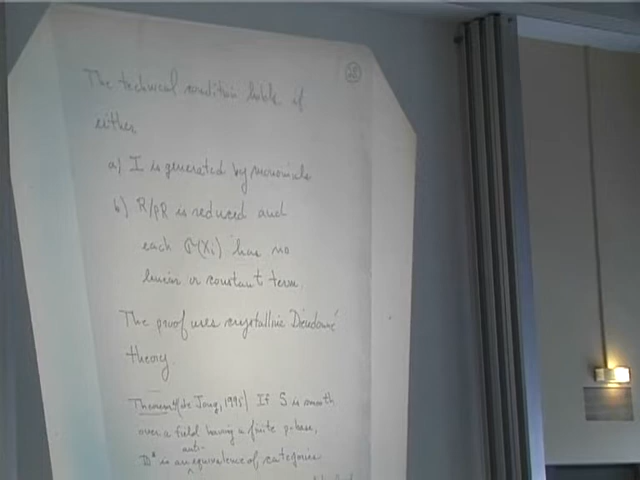 The technical condition holds if
either
a) I is generated by monomials
b) R/pR is reduced and
each σ(Xi) has no
linear or constant term.
The proof uses crystalline Dieudonné
theory.
Theorem (de Jong, 1995) If S is smooth
over a field having a finite p-base,
anti-
is an equivalence of categories